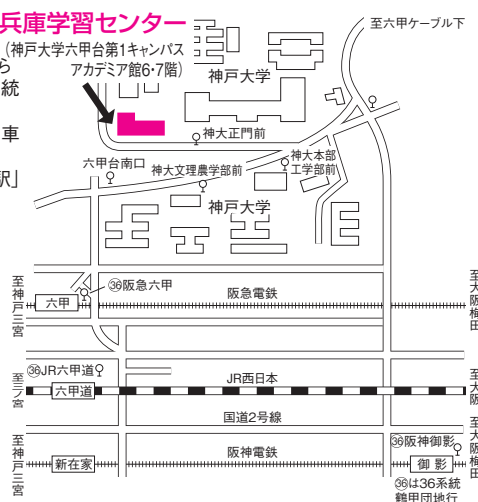 兵庫学習センター
(神戸大学六甲台第1キャンパス
アカデミア館6・7階)
ら
統
車
駅」
至六甲ケーブル下
神戸大学
神大正門前
六甲台南口
神大文理農学部前
神大本部
工学部前
神戸大学
至神戸三宮
㊱阪急六甲
六甲
阪急電鉄
至大阪梅田
㊱JR六甲道
至三ノ宮
六甲道
JR西日本
至大阪
国道2号線
至神戸三宮
新在家
阪神電鉄
㊱阪神御影
御影
至大阪梅田
㊱は36系統
鶴甲団地行